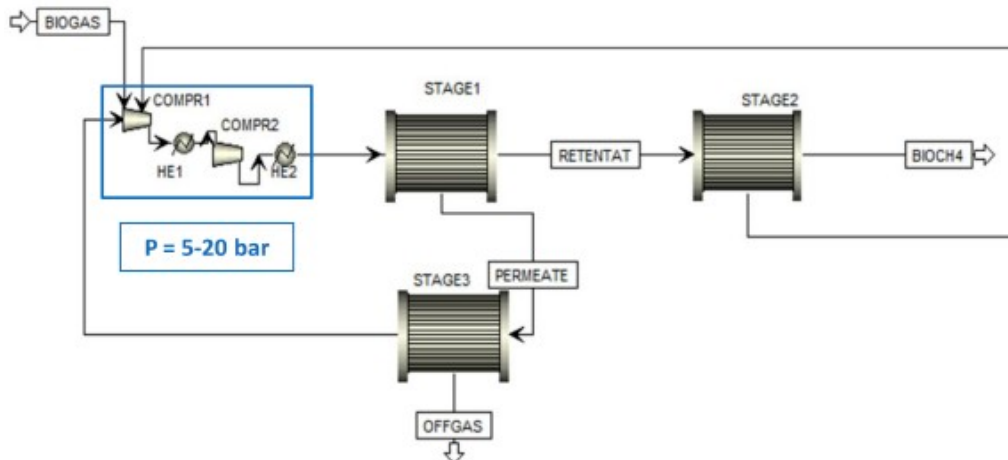 BIOGAS
COMPR1
COMPR2
HE1
HE2
P = 5-20 bar
STAGE1
RETENTAT
STAGE2
BIOCH4
PERMEATE
STAGE3
OFFGAS